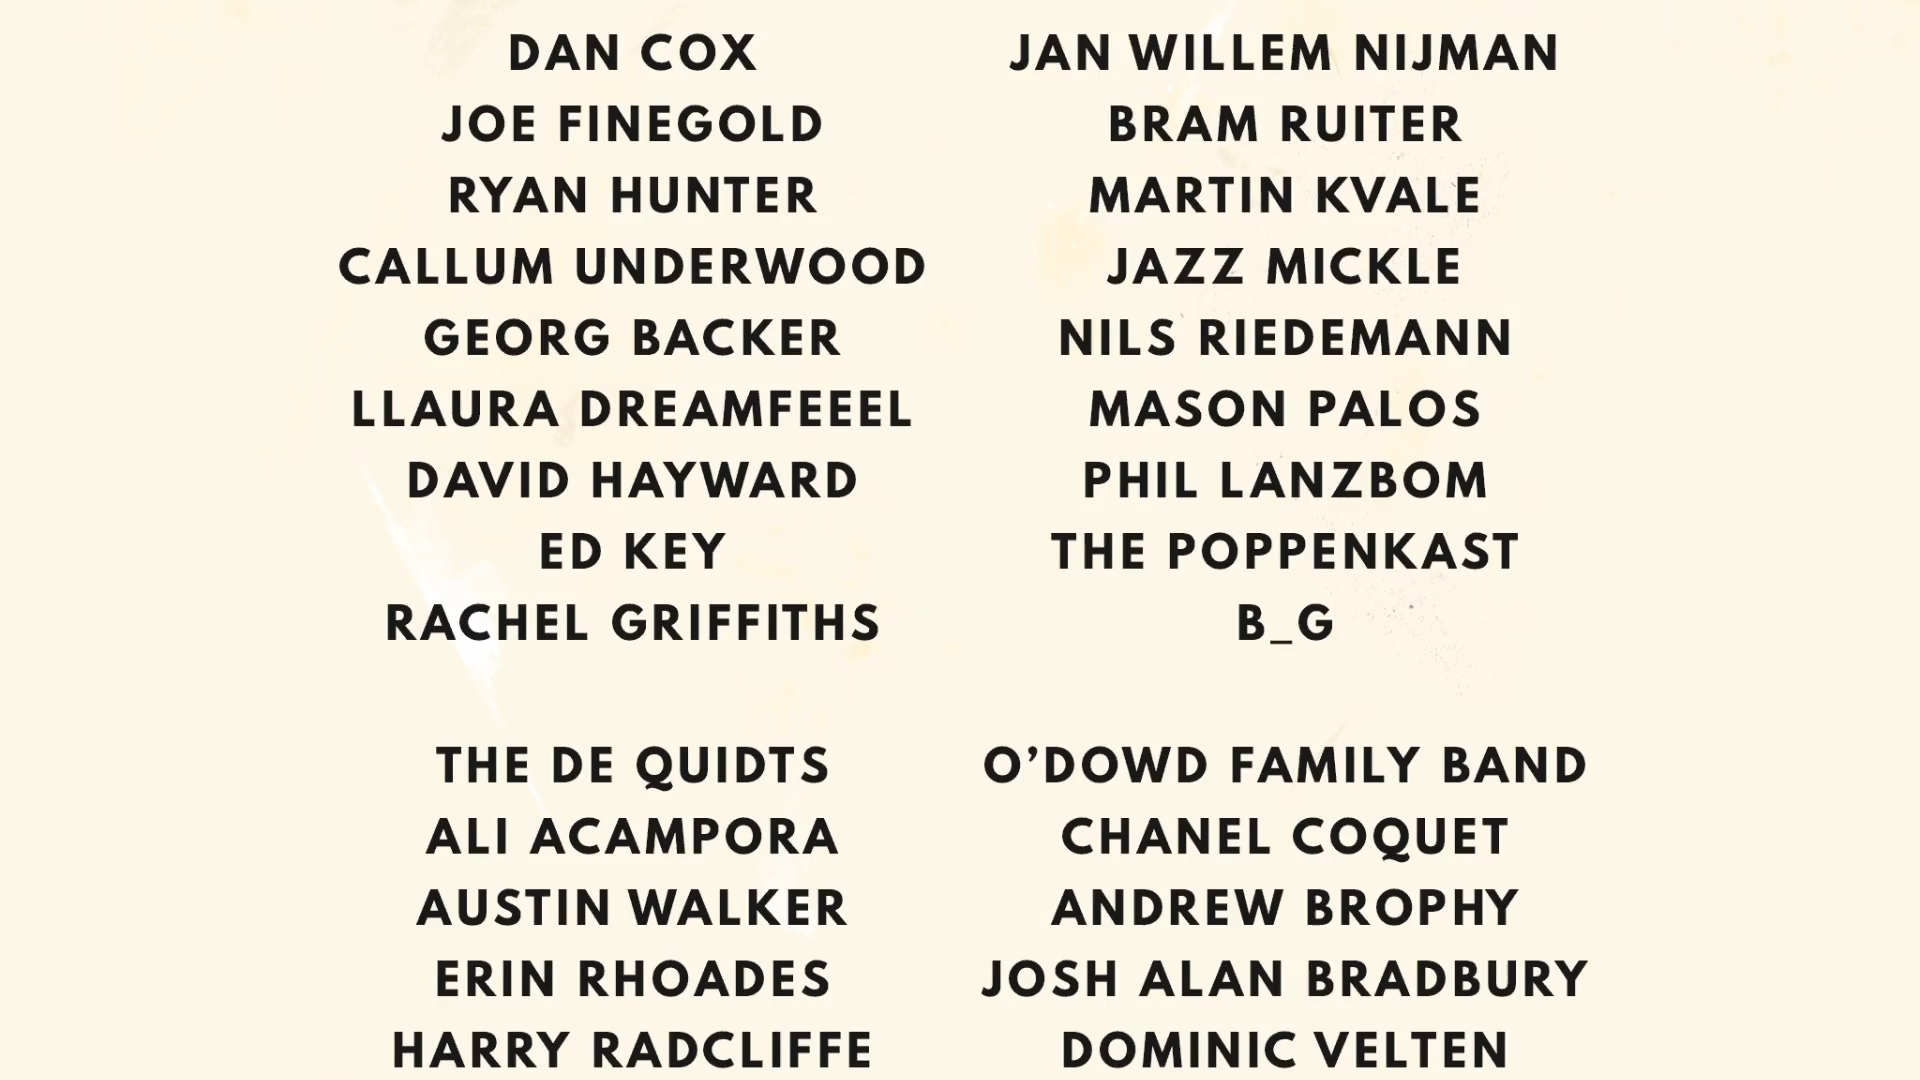 DAN COX
JAN WILLEM NIJMAN
JOE FINEGOLD
BRAM RUITER
RYAN HUNTER
MARTIN KVALE
CALLUM UNDERWOOD
JAZZ MICKLE
GEORG BACKER
NILS RIEDEMANN
LLAURA DREAMFEEEL
MASON PALOS
DAVID HAYWARD
PHIL LANZBOM
ED KEY
THE POPPENKAST
RACHEL GRIFFITHS
B_G
THE DE QUIDTS
O’DOWD FAMILY BAND
ALI ACAMPORA
CHANEL COQUET
AUSTIN WALKER
ANDREW BROPHY
ERIN RHOADES
JOSH ALAN BRADBURY
HARRY RADCLIFFE
DOMINIC VELTEN